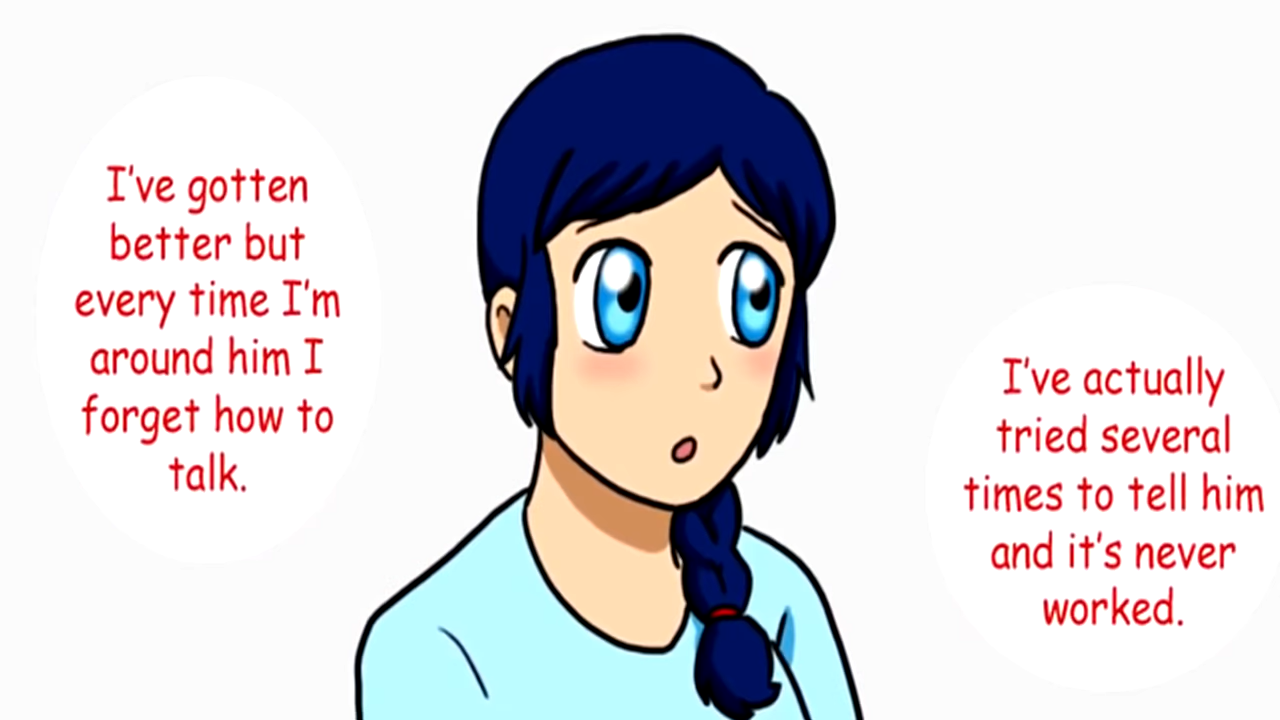 I've gotten
better but
every time I'm
around him I
forget how to
talk.
I've actually
tried several
times to tell him
and it's never
worked.